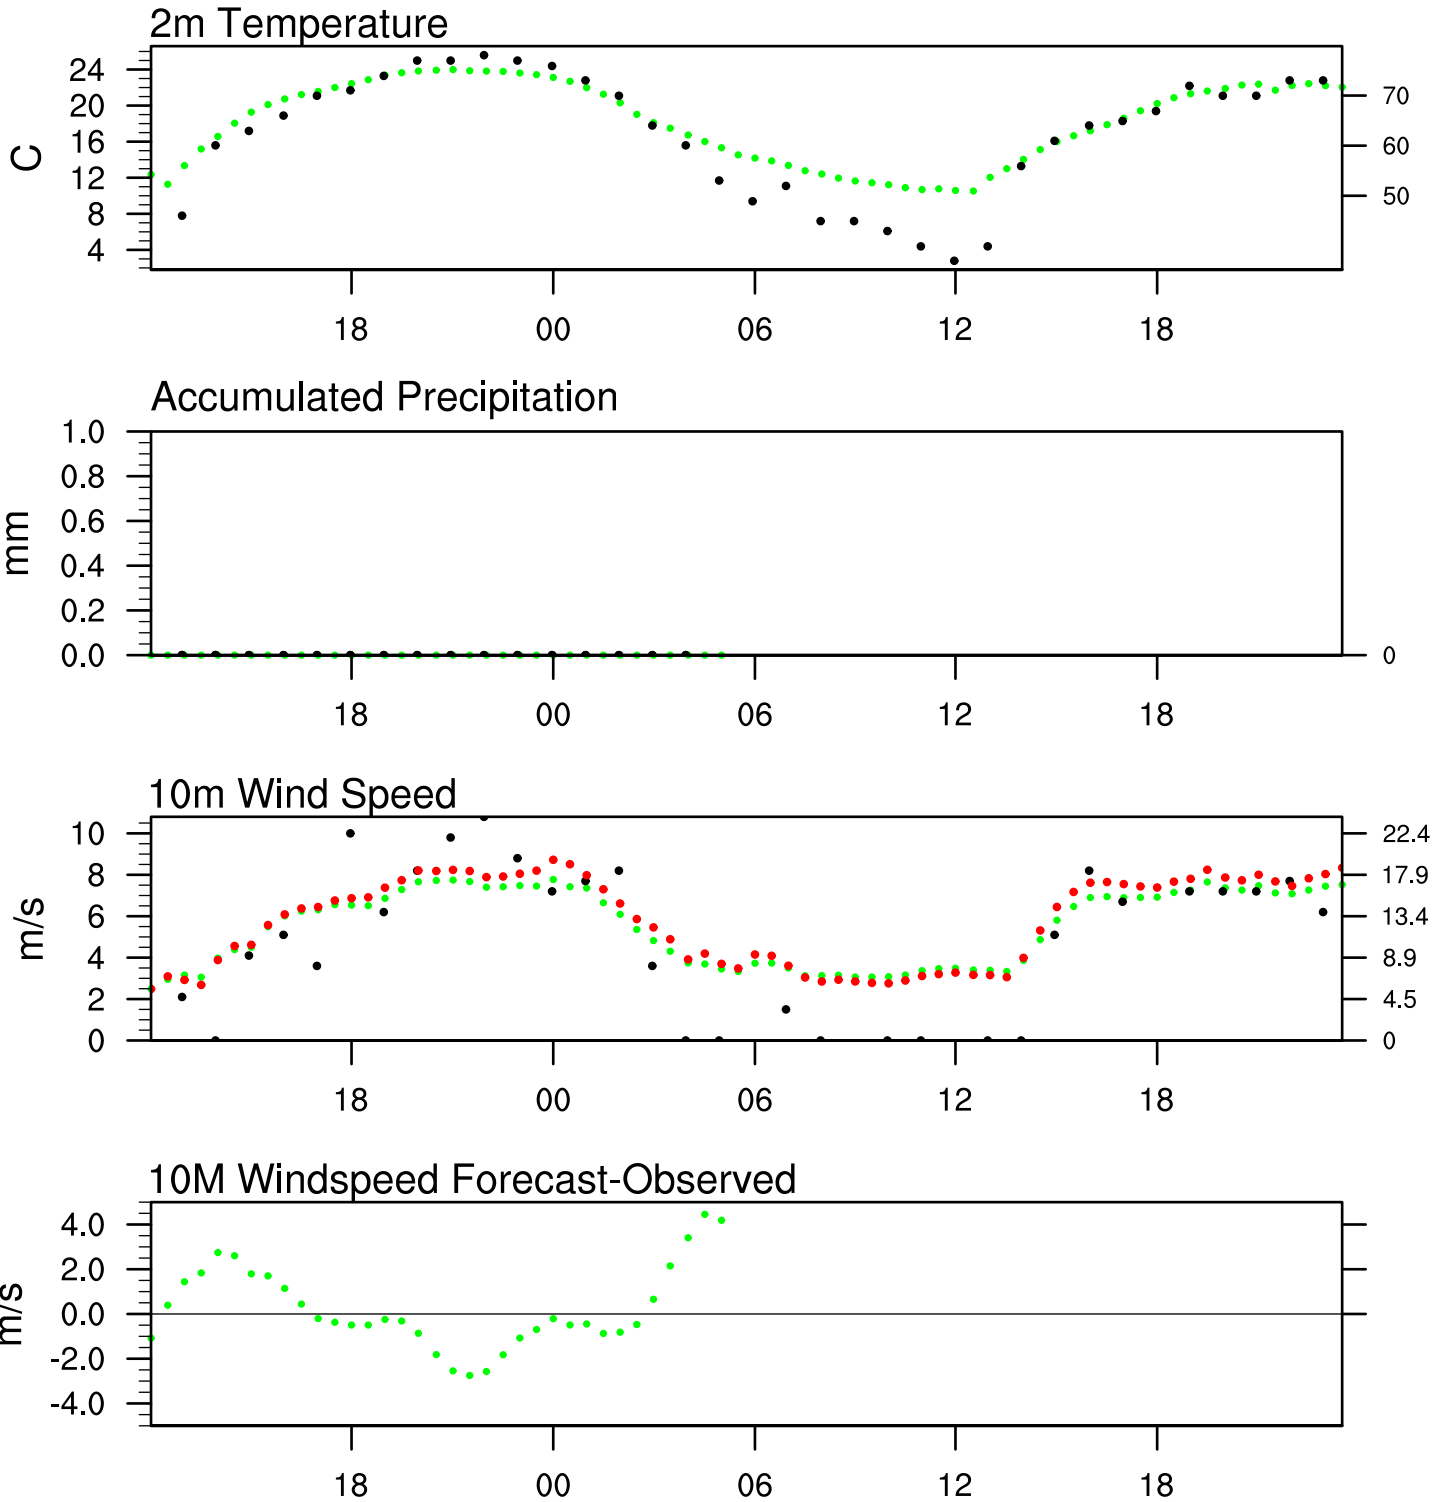 2m Temperature
24
20
16
12
8
4
C
70
60
50
18 00 06 12 18
Accumulated Precipitation
1.0
0.8
0.6
0.4
0.2
0.0
mm
0
18 00 06 12 18
10m Wind Speed
10
8
6
4
2
0
m/s
22.4
17.9
13.4
8.9
4.5
0
18 00 06 12 18
10M Windspeed Forecast-Observed
4.0
2.0
0.0
-2.0
-4.0
m/s
18 00 06 12 18